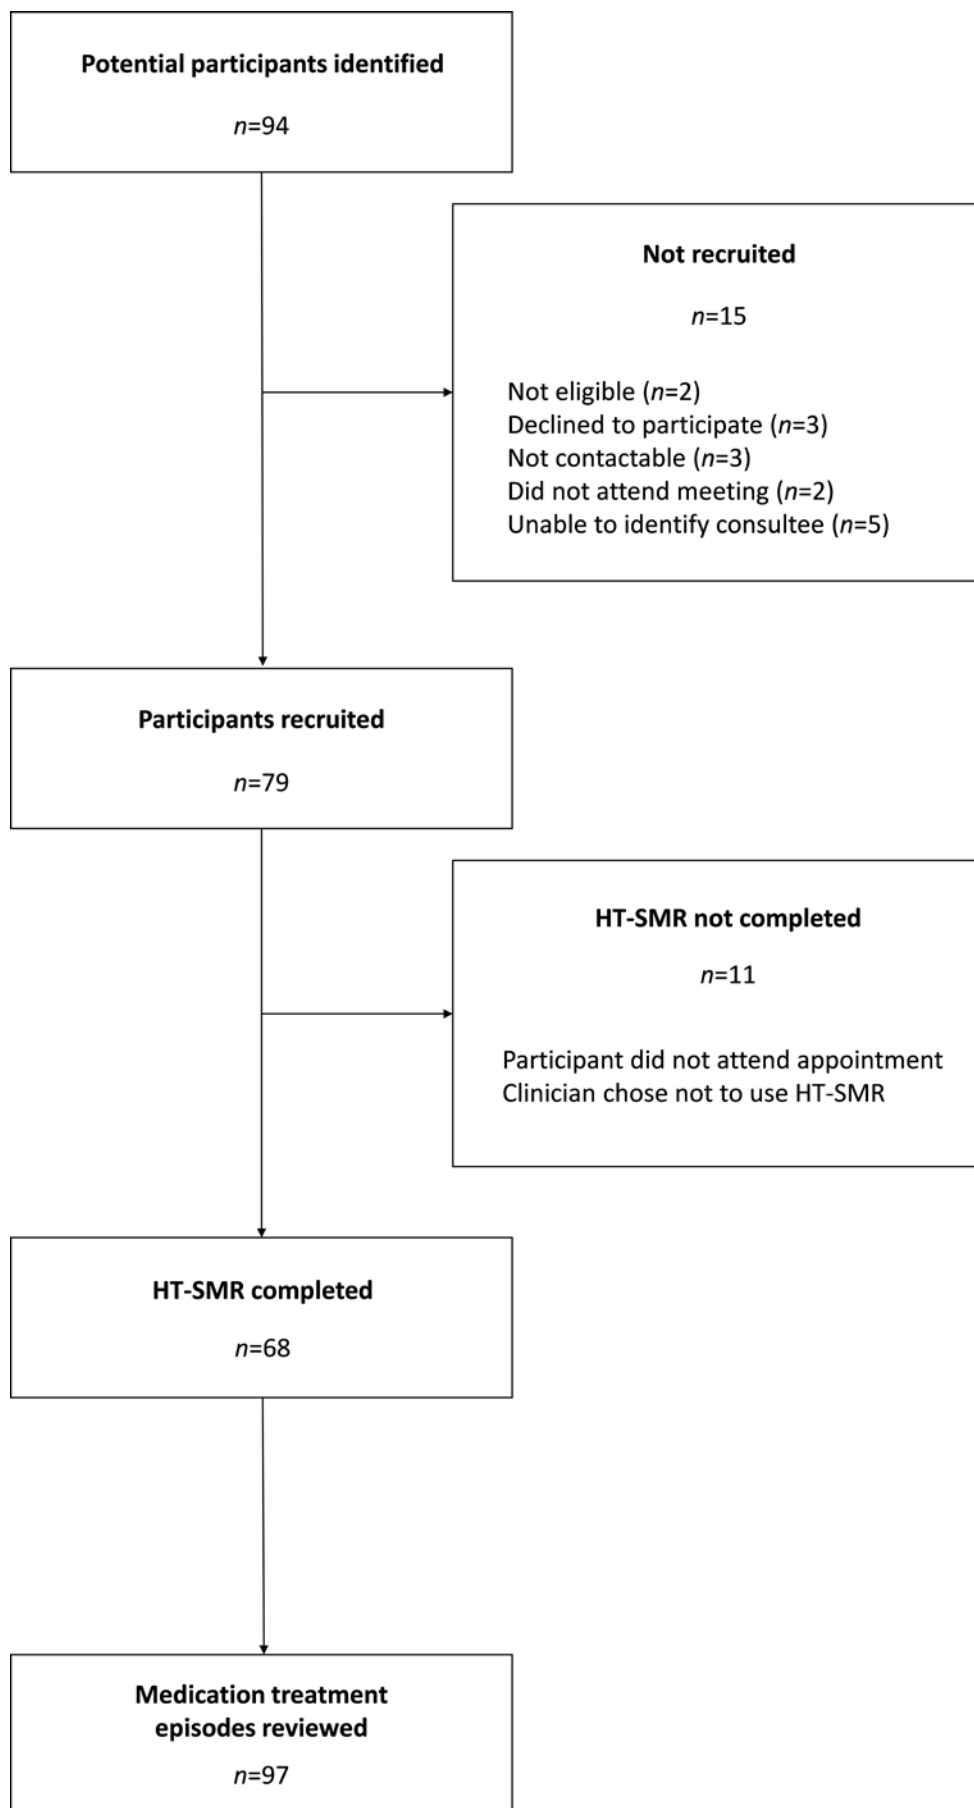 Potential participants identified
n=94
Not recruited
n=15
Not eligible (n=2)
Declined to participate (n=3)
Not contactable (n=3)
Did not attend meeting (n=2)
Unable to identify consultee (n=5)
Participants recruited
n=79
HT-SMR not completed
n=11
Participant did not attend appointment
Clinician chose not to use HT-SMR
HT-SMR completed
n=68
Medication treatment
episodes reviewed
n=97